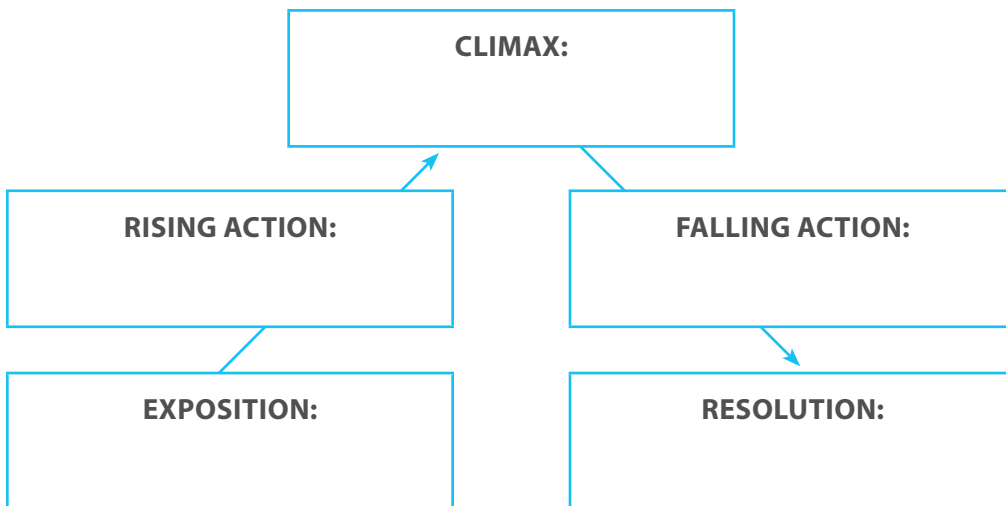 CLIMAX:
RISING ACTION:
FALLING ACTION:
EXPOSITION:
RESOLUTION: